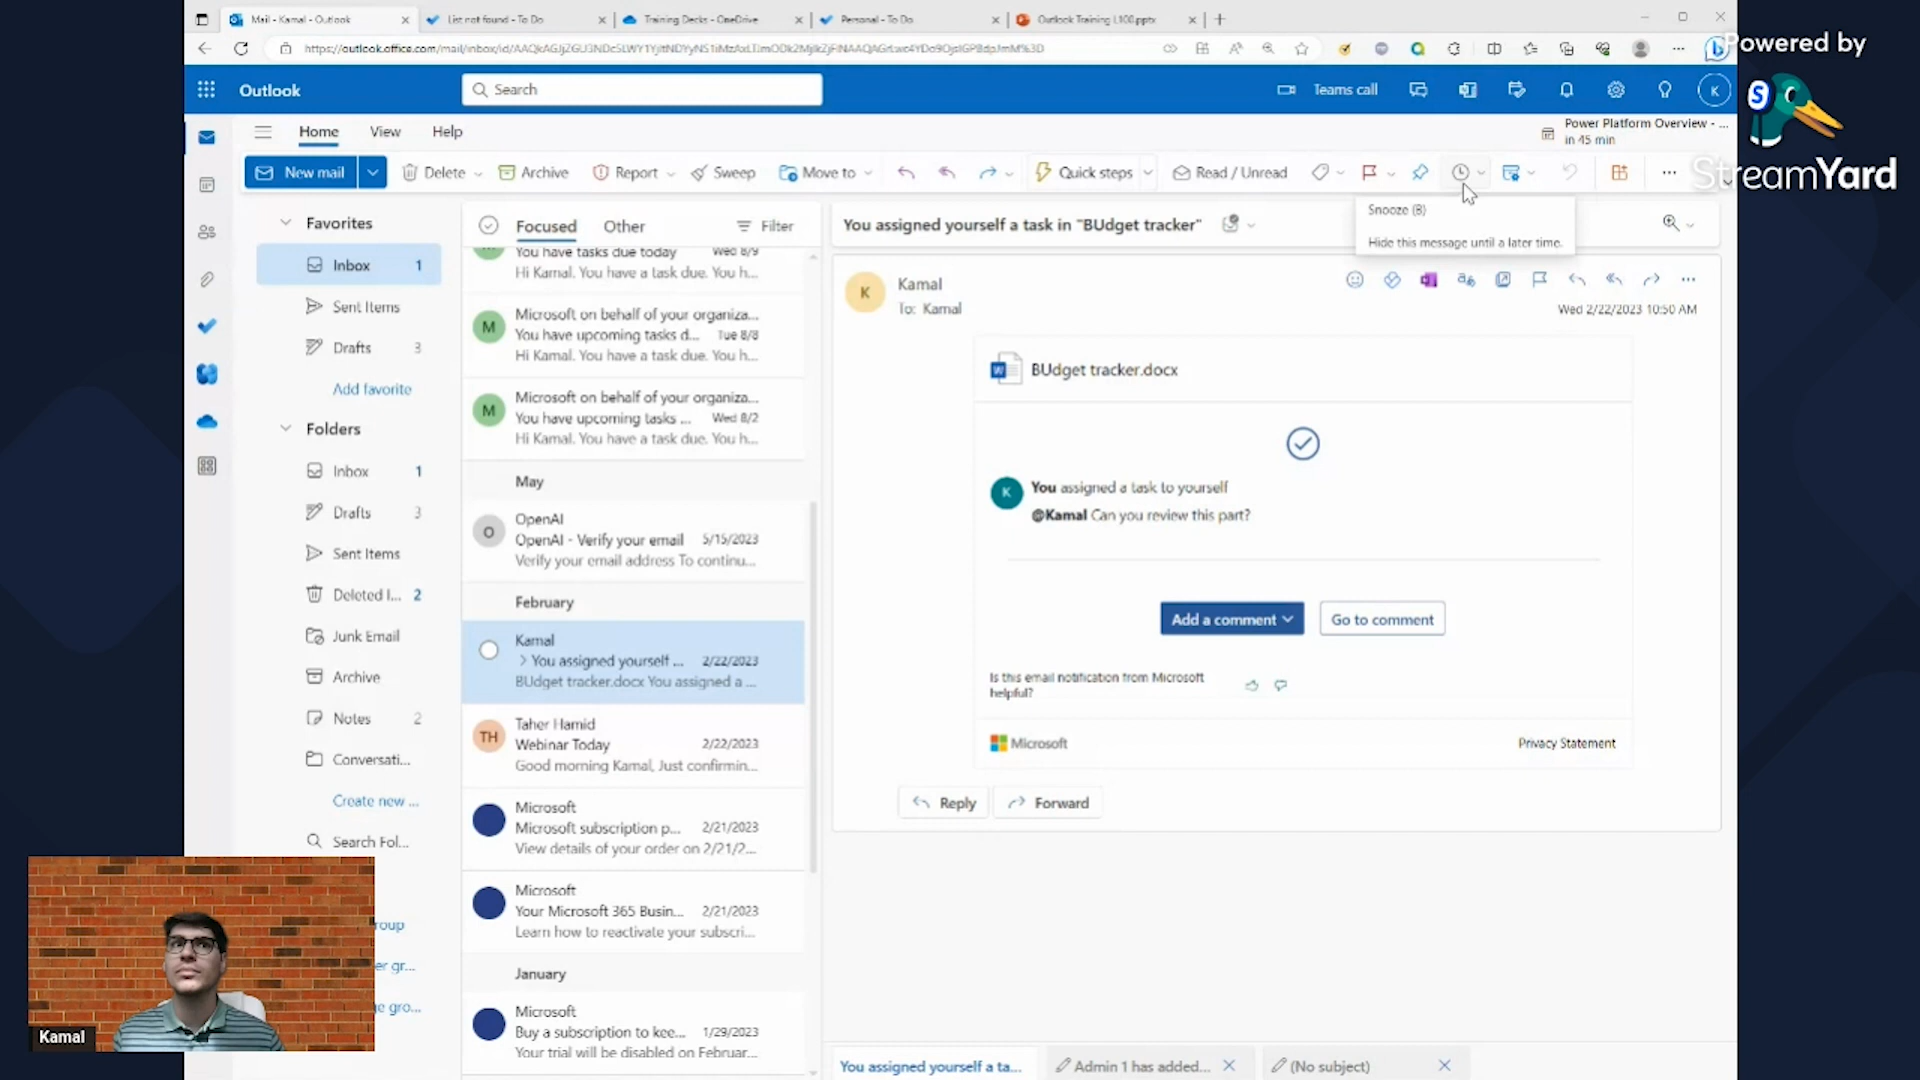 Mail - Kamal - Outlook
List not found - To Do
Training Decks - OneDrive
Personal - To Do
Outlook Training L100.pptx
Powered by
StreamYard
Outlook
Search
Teams call
K
Home
View
Help
Power Platform Overview - ...
in 45 min
New mail
Delete
Archive
Report
Sweep
Move to
Quick steps
Read / Unread
Snooze (B)
Hide this message until a later time.
Favorites
Inbox 1
Sent Items
Drafts 3
Add favorite
Folders
Inbox 1
Drafts 3
Sent Items
Deleted I... 2
Junk Email
Archive
Notes 2
Conversati...
Create new ...
Search Fol...
Focused
Other
Filter
You have tasks due today Wed 8/9
Hi Kamal. You have a task due. You h...
M
Microsoft on behalf of your organiza...
You have upcoming tasks d... Tue 8/8
Hi Kamal. You have a task due. You h...
M
Microsoft on behalf of your organiza...
You have upcoming tasks ... Wed 8/2
Hi Kamal. You have a task due. You h...
May
O
OpenAI
OpenAI - Verify your email 5/15/2023
Verify your email address To continu...
February
Kamal
You assigned yourself ... 2/22/2023
BUdget tracker.docx You assigned a ...
TH
Taher Hamid
Webinar Today 2/22/2023
Good morning Kamal, Just confirmin...
Microsoft
Microsoft subscription p... 2/21/2023
View details of your order on 2/21/2...
Microsoft
Your Microsoft 365 Busin... 2/21/2023
Learn how to reactivate your subscri...
January
Microsoft
Buy a subscription to kee... 1/29/2023
Your trial will be disabled on Februar...
You assigned yourself a task in "BUdget tracker"
K
Kamal
To: Kamal
Wed 2/22/2023 10:50 AM
W
BUdget tracker.docx
K
You assigned a task to yourself
@Kamal Can you review this part?
Add a comment
Go to comment
Is this email notification from Microsoft
helpful?
Microsoft
Privacy Statement
Reply
Forward
You assigned yourself a ta...
Admin 1 has added...
(No subject)
Kamal